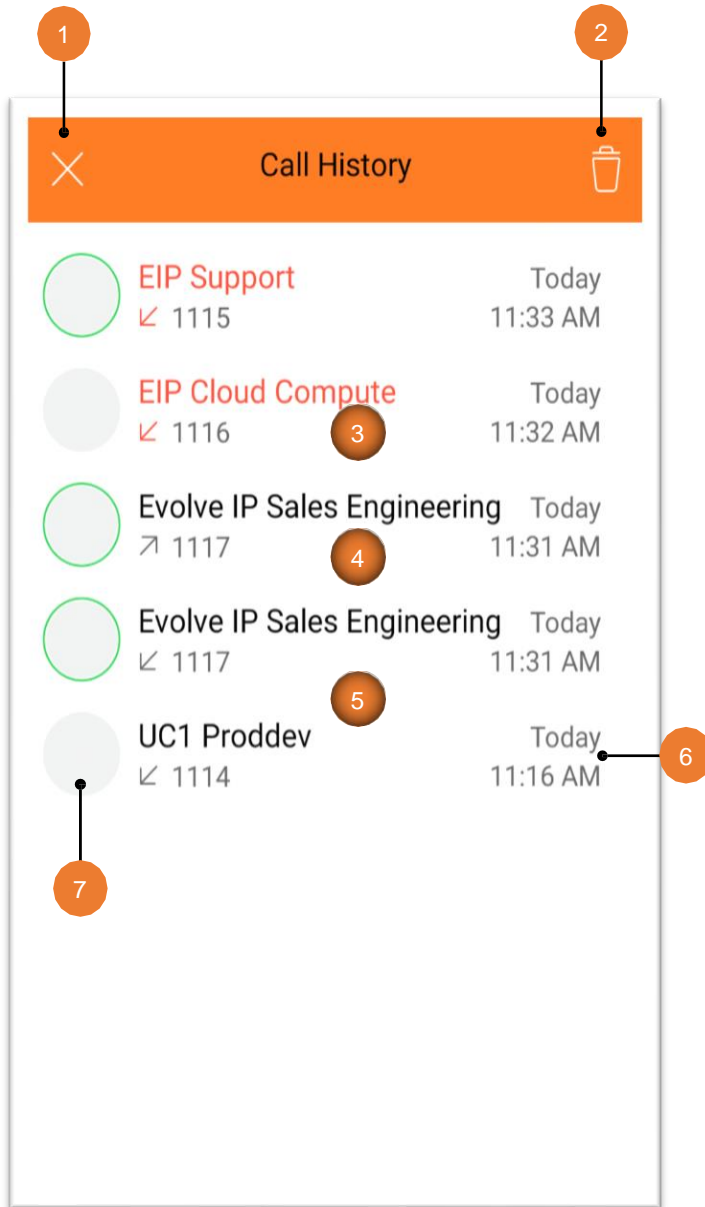 1
2
Call History
EIP Support Today
1115 11:33 AM
EIP Cloud Compute Today
1116 3 11:32 AM
Evolve IP Sales Engineering Today
1117 4 11:31 AM
Evolve IP Sales Engineering Today
1117 11:31 AM
5
UC1 Proddev Today
6
1114 11:16 AM
7